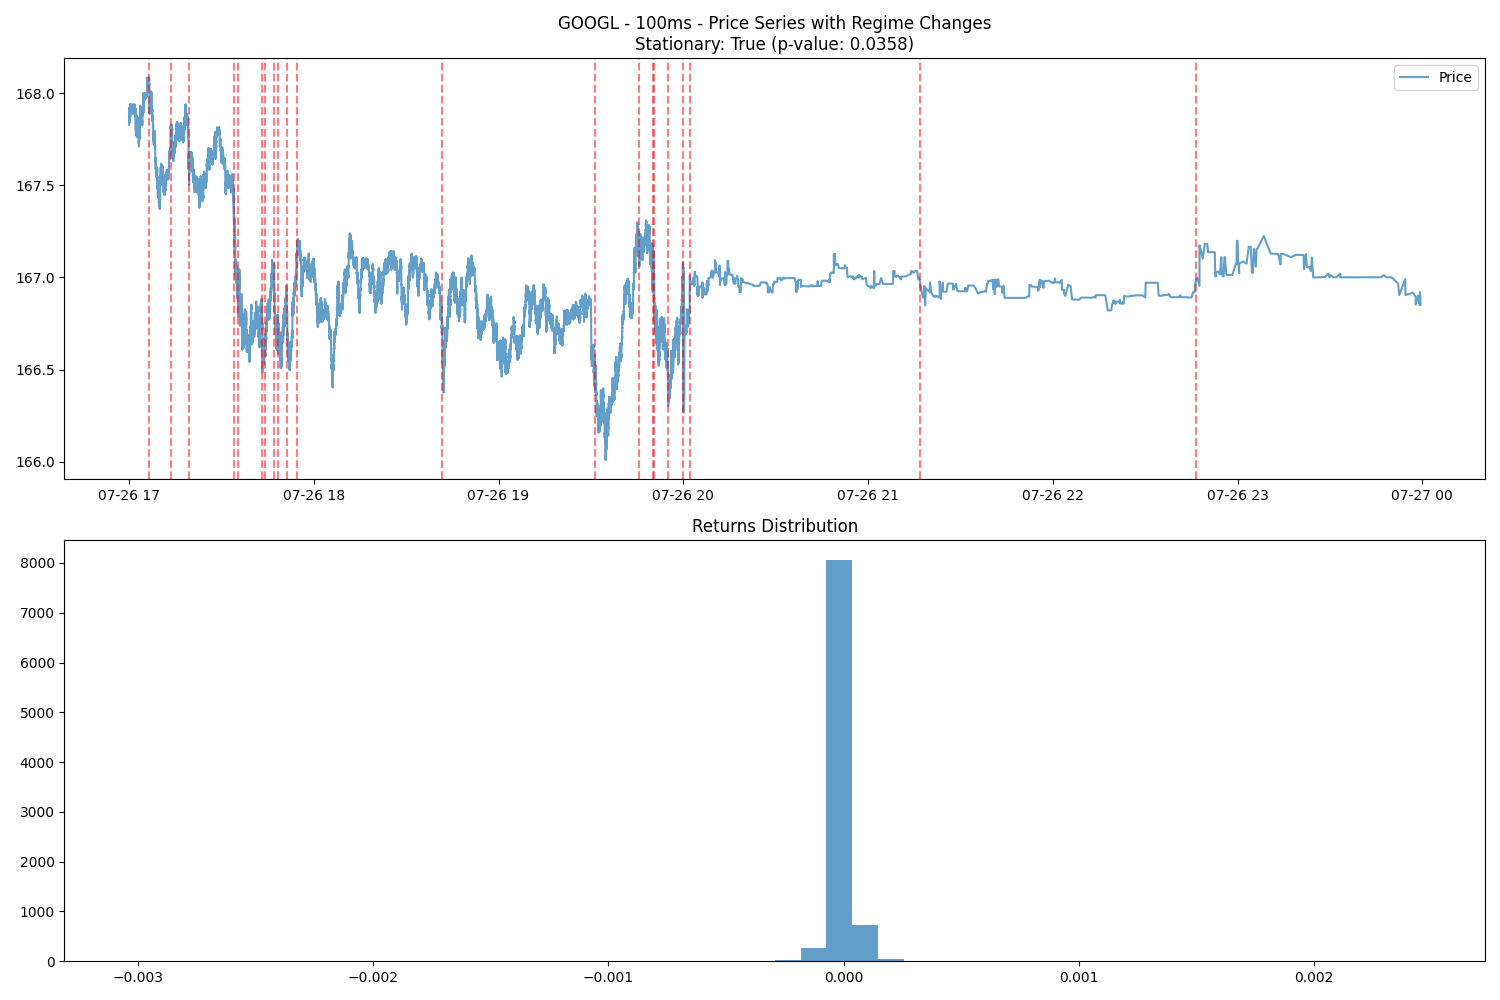 GOOGL - 100ms - Price Series with Regime Changes
Stationary: True (p-value: 0.0358)
Price
168.0
167.5
167.0
166.5
166.0
07-26 17 07-26 18 07-26 19 07-26 20 07-26 21 07-26 22 07-26 23 07-27 00
Returns Distribution
8000
7000
6000
5000
4000
3000
2000
1000
0
−0.003 −0.002 −0.001 0.000 0.001 0.002